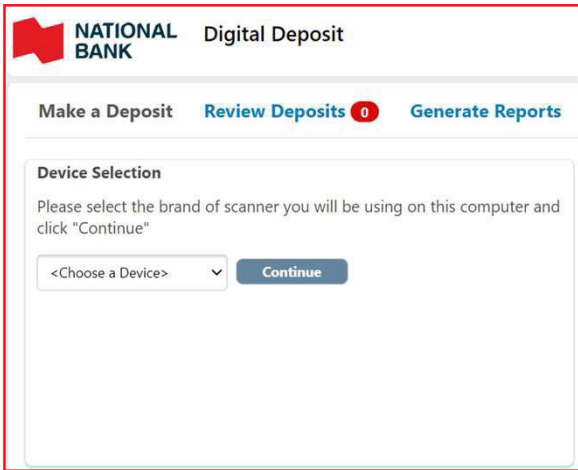 NATIONAL
BANK
Digital Deposit
Make a Deposit Review Deposits 0 Generate Reports
Device Selection
Please select the brand of scanner you will be using on this computer and
click "Continue"
<Choose a Device> Continue